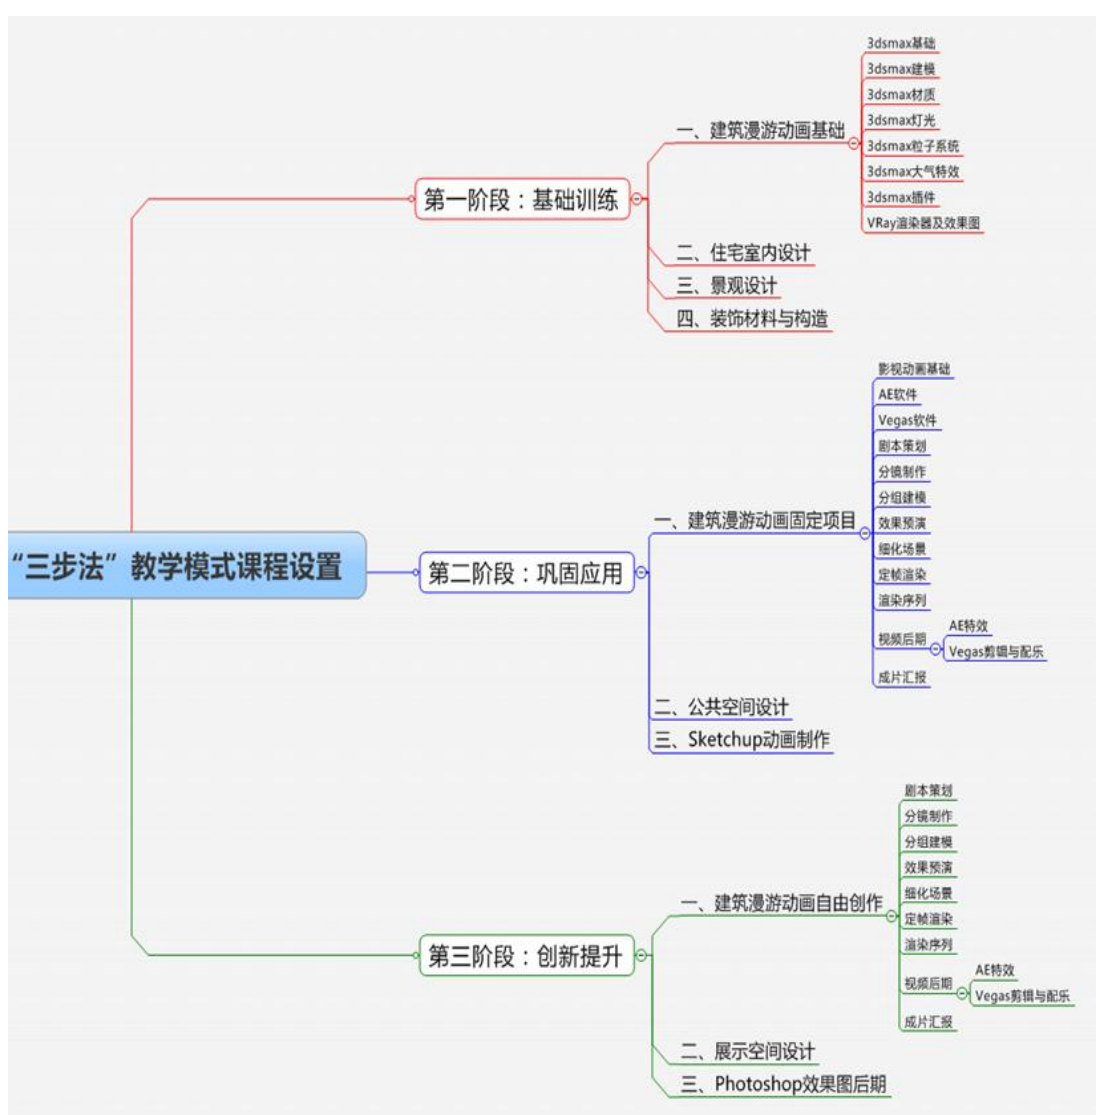 “三步法”教学模式课程设置
第一阶段：基础训练
一、建筑漫游动画基础
3dsmax基础
3dsmax建模
3dsmax材质
3dsmax灯光
3dsmax粒子系统
3dsmax大气特效
3dsmax插件
VRay渲染器及效果图
二、住宅室内设计
三、景观设计
四、装饰材料与构造
第二阶段：巩固应用
一、建筑漫游动画固定项目
影视动画基础
AE软件
Vegas软件
剧本策划
分镜制作
分组建模
效果预演
细化场景
定帧渲染
渲染序列
视频后期
AE特效
Vegas剪辑与配乐
成片汇报
二、公共空间设计
三、Sketchup动画制作
第三阶段：创新提升
一、建筑漫游动画自由创作
剧本策划
分镜制作
分组建模
效果预演
细化场景
定帧渲染
渲染序列
视频后期
AE特效
Vegas剪辑与配乐
成片汇报
二、展示空间设计
三、Photoshop效果图后期